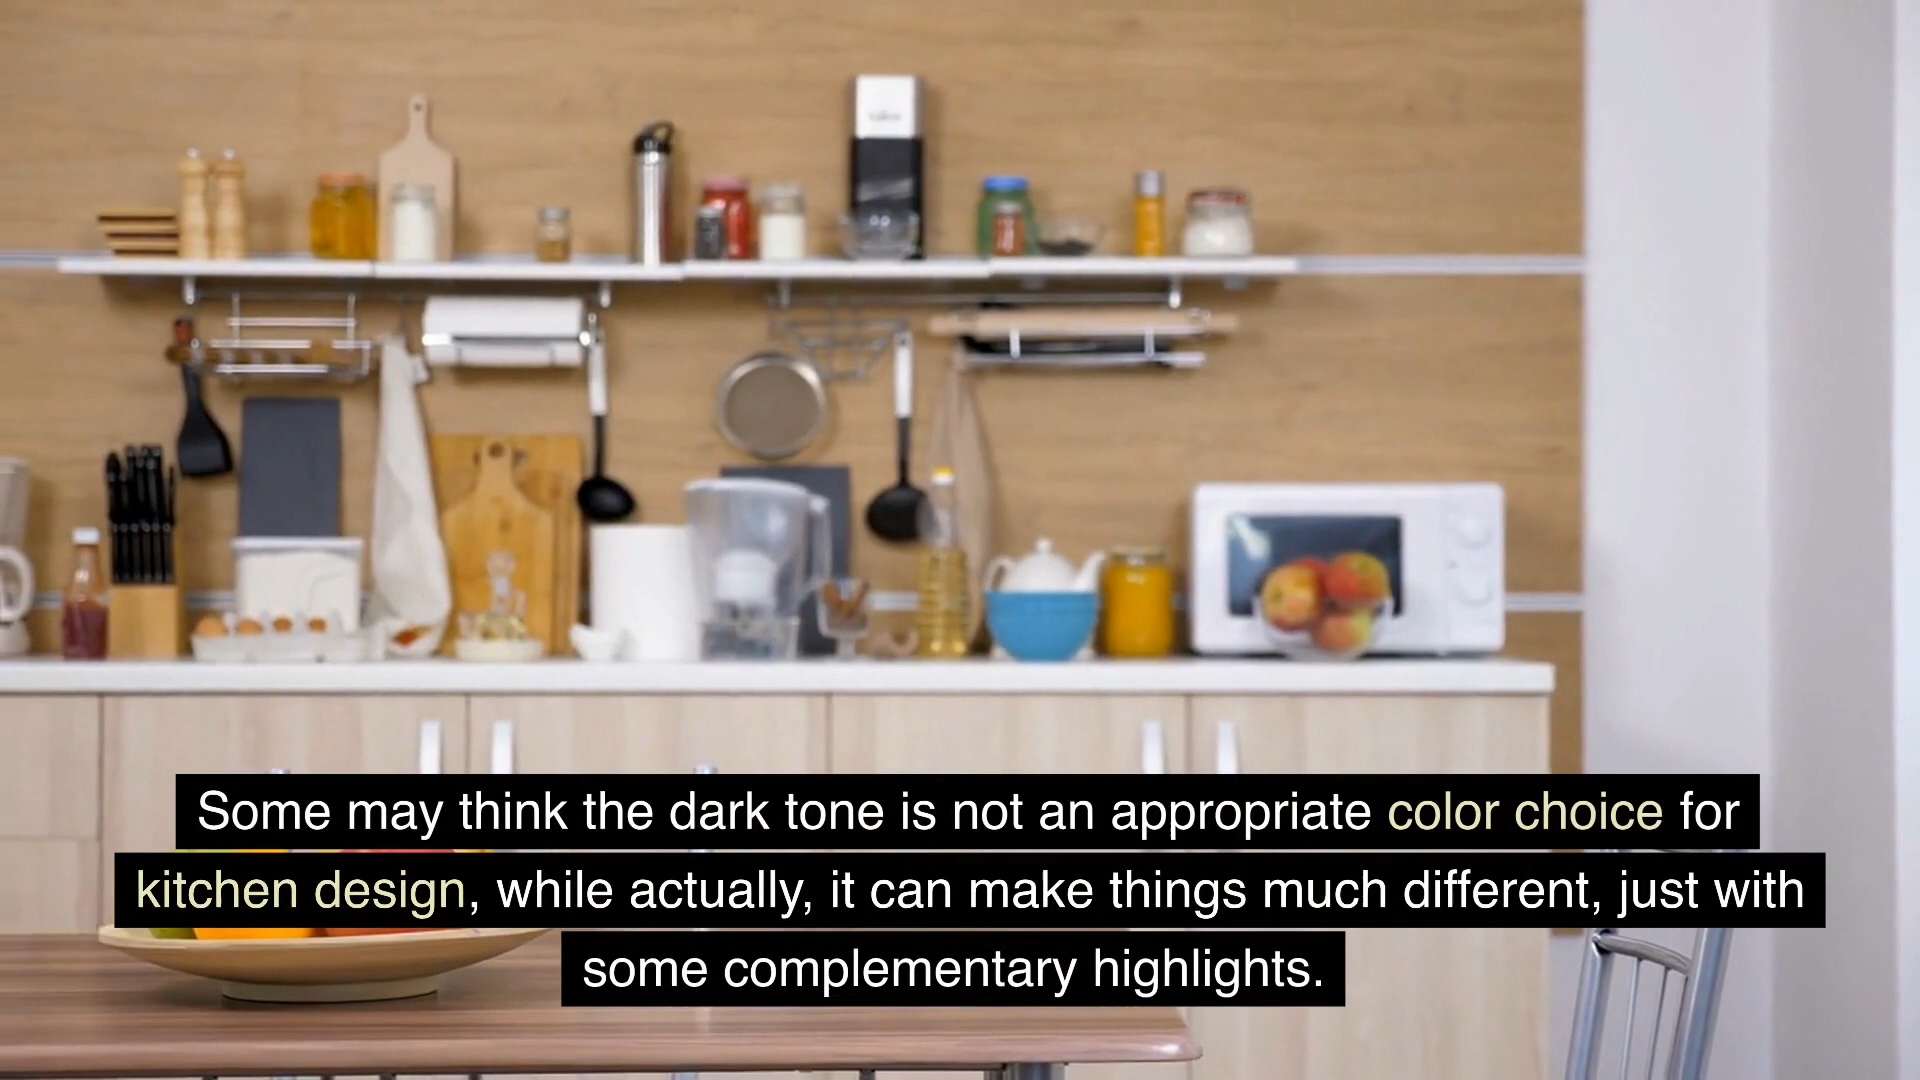 Some may think the dark tone is not an appropriate color choice for
kitchen design, while actually, it can make things much different, just with
some complementary highlights.